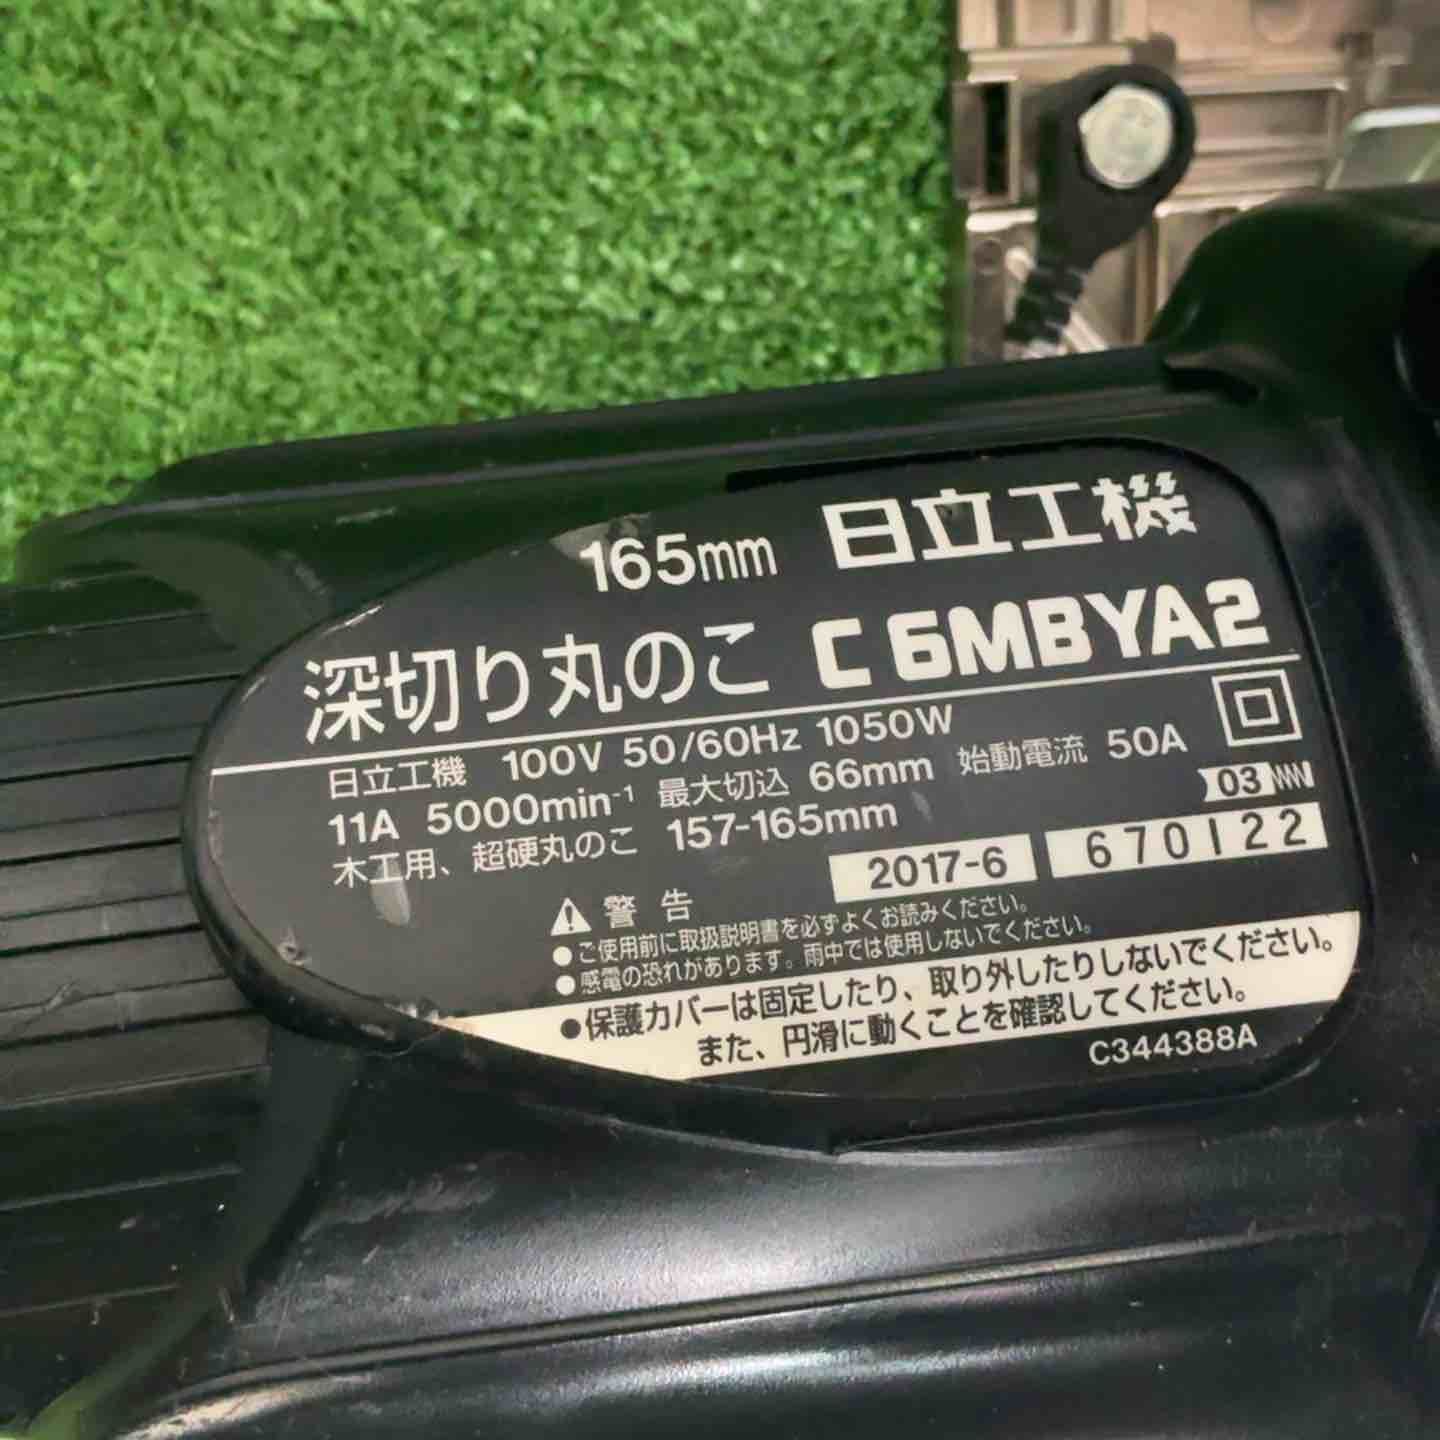 165mm 日立工機
深切り丸のこ C 6MBYA2
日立工機 100V 50/60Hz 1050W
11A 5000min⁻¹ 最大切込 66mm 始動電流 50A
木工用、超硬丸のこ 157-165mm
03
2017-6 670122
警告
●ご使用前に取扱説明書を必ずよくお読みください。
●感電の恐れがあります。雨中では使用しないでください。
●保護カバーは固定したり、取り外したりしないでください。
また、円滑に動くことを確認してください。
C344388A